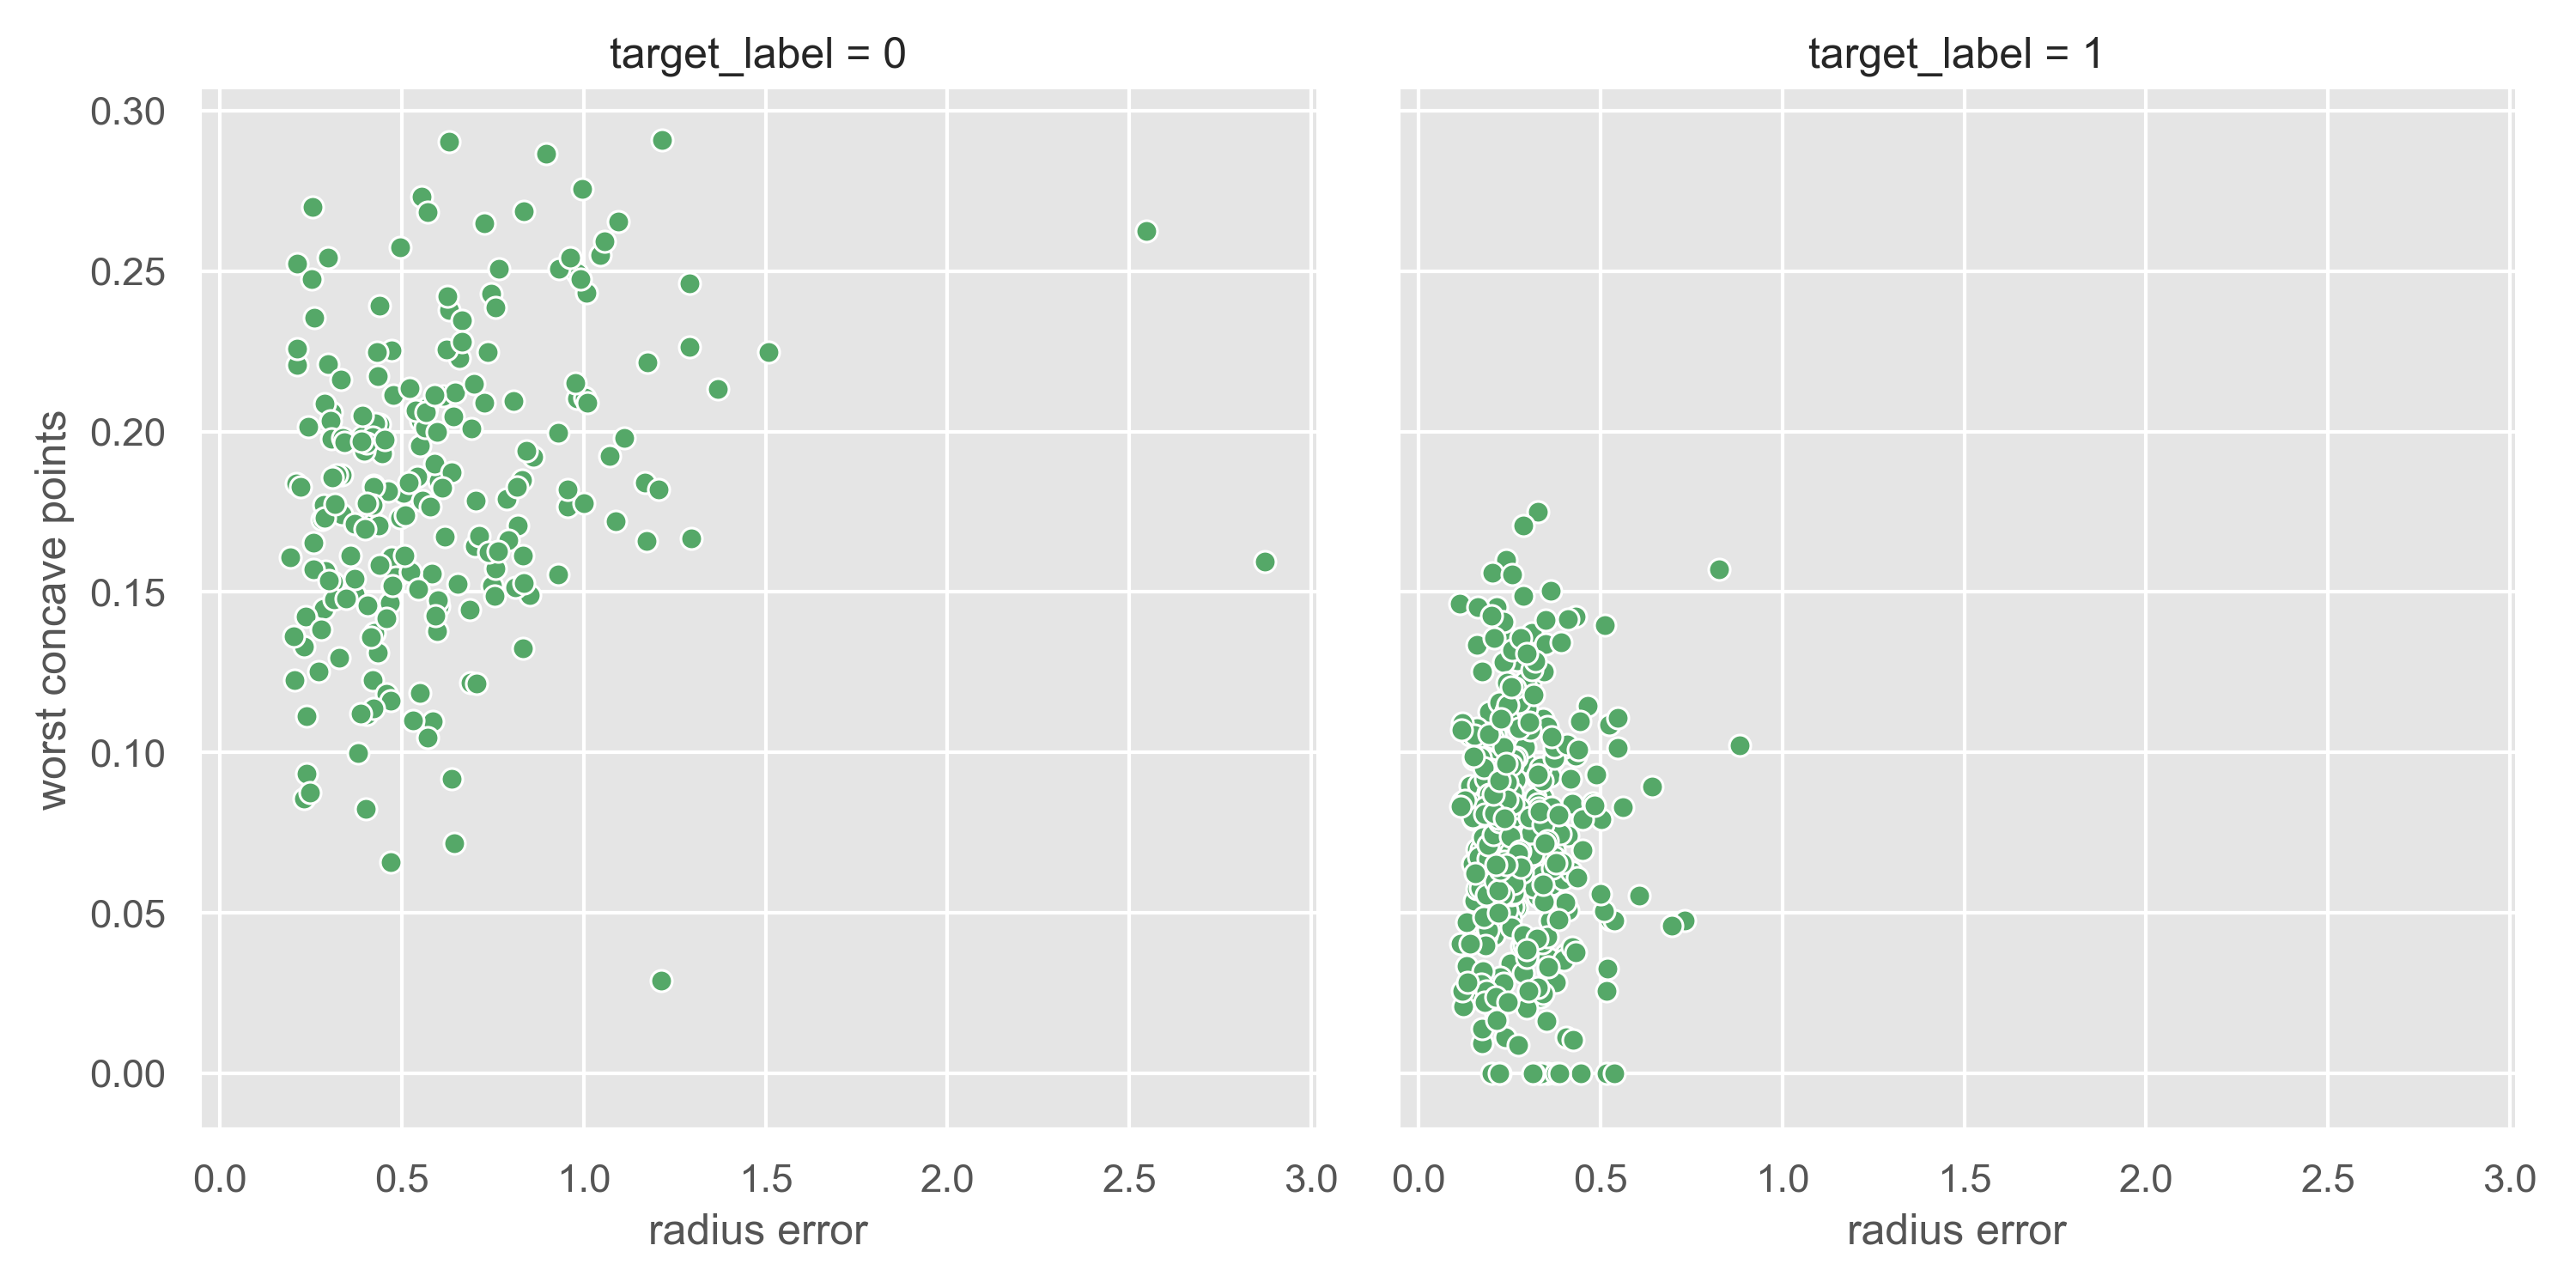 target_label = 0
target_label = 1
0.30
0.25
0.20
0.15
0.10
0.05
0.00
worst concave points
0.0 0.5 1.0 1.5 2.0 2.5 3.0
0.0 0.5 1.0 1.5 2.0 2.5 3.0
radius error
radius error